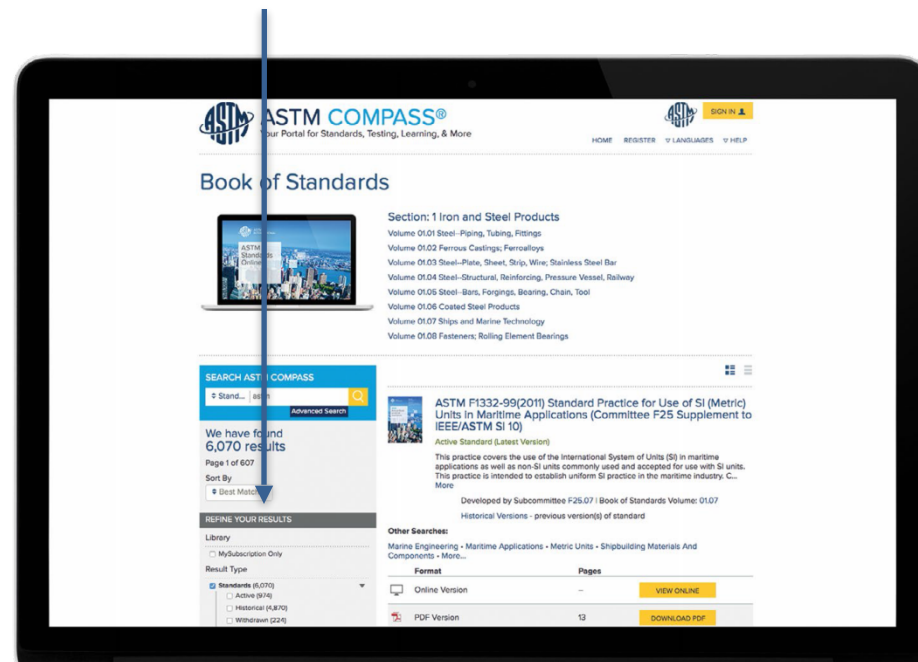 ASTM
ASTM COMPASS®
Your Portal for Standards, Testing, Learning, & More
SIGN IN
HOME REGISTER ▽ LANGUAGES ▽ HELP
Book of Standards
ASTM
Standards
Online
Section: 1 Iron and Steel Products
Volume 01.01 Steel--Piping, Tubing, Fittings
Volume 01.02 Ferrous Castings; Ferroalloys
Volume 01.03 Steel--Plate, Sheet, Strip, Wire; Stainless Steel Bar
Volume 01.04 Steel--Structural, Reinforcing, Pressure Vessel, Railway
Volume 01.05 Steel--Bars, Forgings, Bearing, Chain, Tool
Volume 01.06 Coated Steel Products
Volume 01.07 Ships and Marine Technology
Volume 01.08 Fasteners; Rolling Element Bearings
SEARCH ASTM COMPASS
Stand... astm
Advanced Search
We have found
6,070 results
Page 1 of 607
Sort By
Best Match
REFINE YOUR RESULTS
Library
MySubscription Only
Result Type
Standards (6,070)
Active (974)
Historical (4,870)
Withdrawn (224)
ASTM F1332-99(2011) Standard Practice for Use of SI (Metric)
Units in Maritime Applications (Committee F25 Supplement to
IEEE/ASTM SI 10)
Active Standard (Latest Version)
This practice covers the use of the International System of Units (SI) in maritime
applications as well as non-SI units commonly used and accepted for use with SI units.
This practice is intended to establish uniform SI practice in the maritime industry. C...
More
Developed by Subcommittee F25.07 | Book of Standards Volume: 01.07
Historical Versions - previous version(s) of standard
Other Searches:
Marine Engineering • Maritime Applications • Metric Units • Shipbuilding Materials And
Components • More...
Format Pages
Online Version – VIEW ONLINE
PDF Version 13 DOWNLOAD PDF